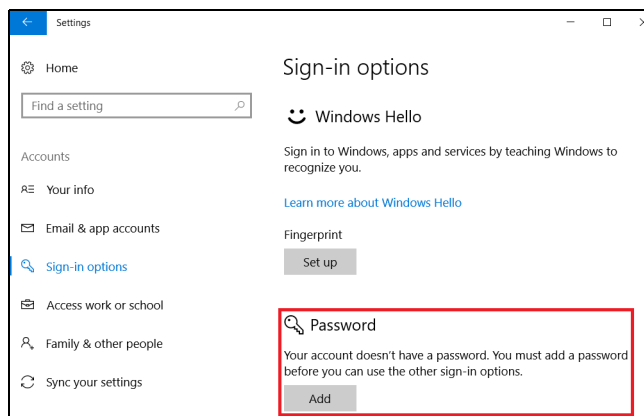 Settings
Home
Find a setting
Accounts
Your info
Email & app accounts
Sign-in options
Access work or school
Family & other people
Sync your settings
Sign-in options
Windows Hello
Sign in to Windows, apps and services by teaching Windows to
recognize you.
Learn more about Windows Hello
Fingerprint
Set up
Password
Your account doesn't have a password. You must add a password
before you can use the other sign-in options.
Add